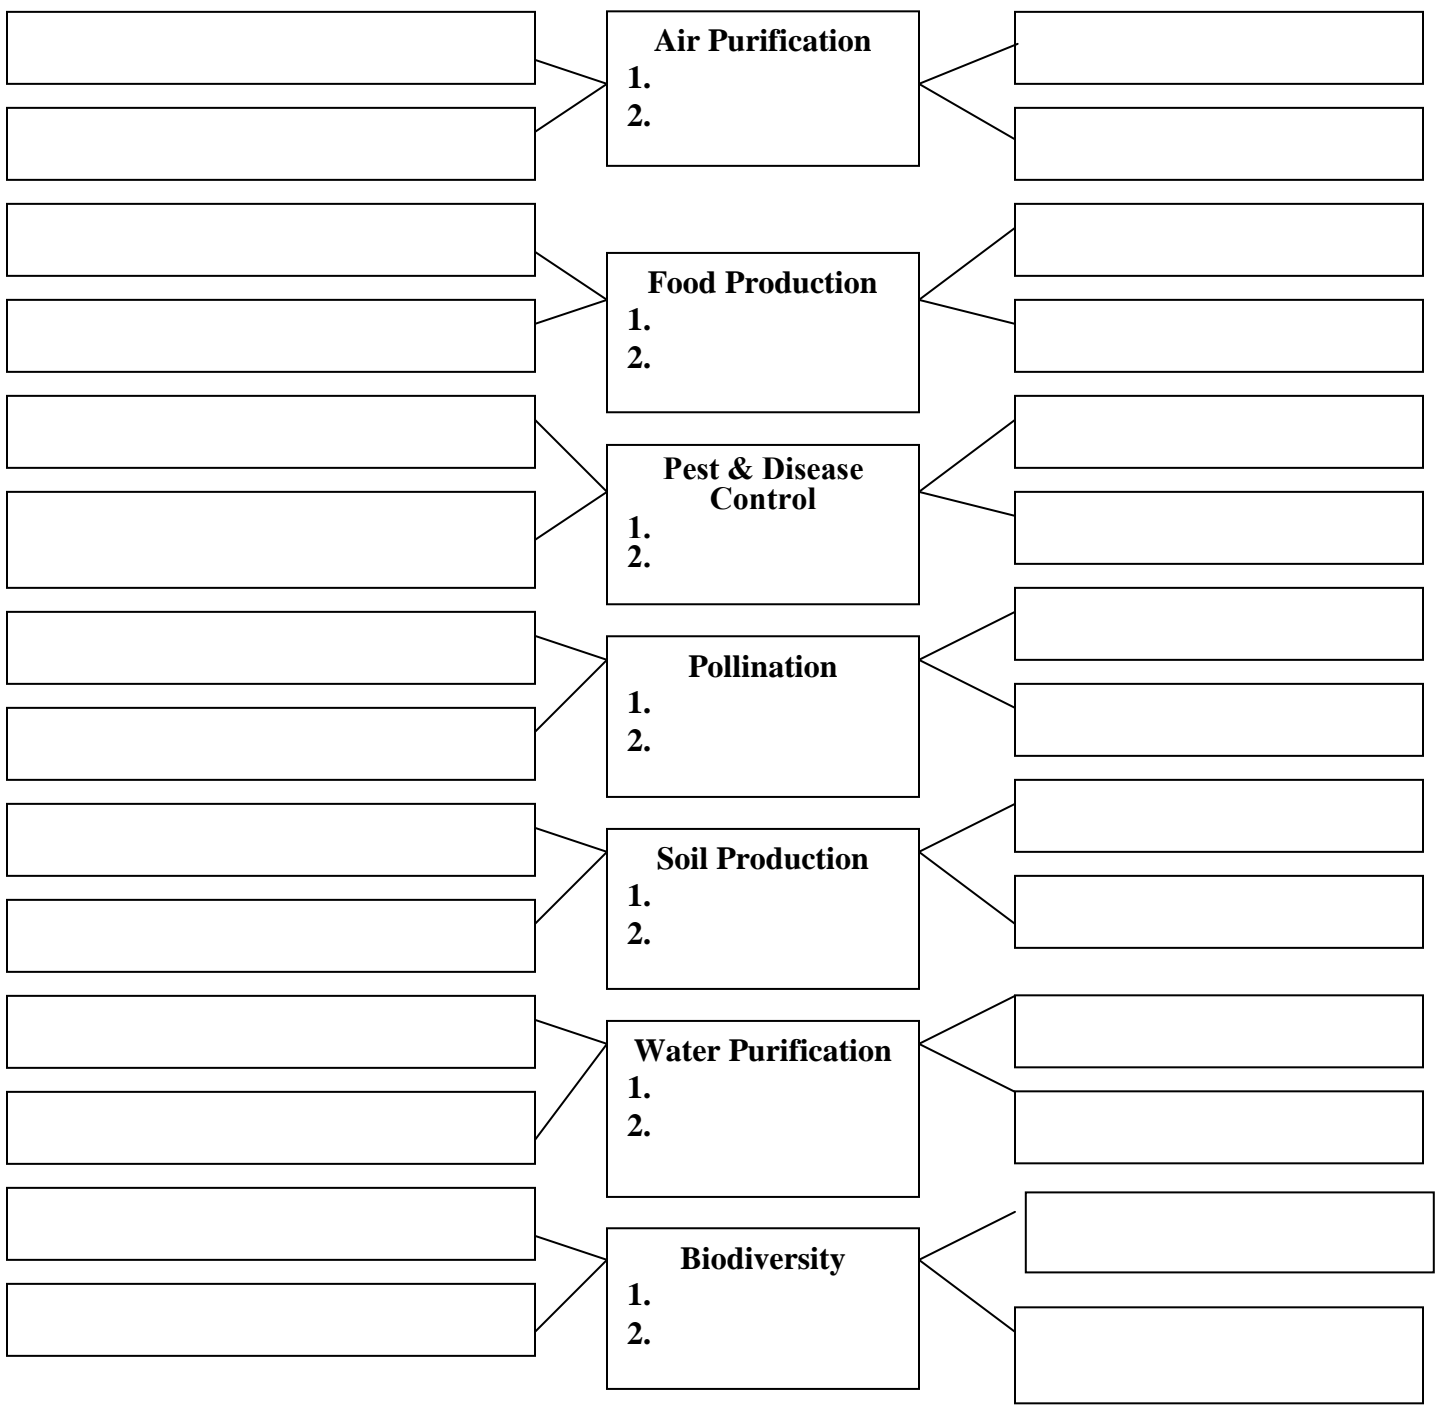 Air Purification
1.
2.
Food Production
1.
2.
Pest & Disease
Control
1.
2.
Pollination
1.
2.
Soil Production
1.
2.
Water Purification
1.
2.
Biodiversity
1.
2.